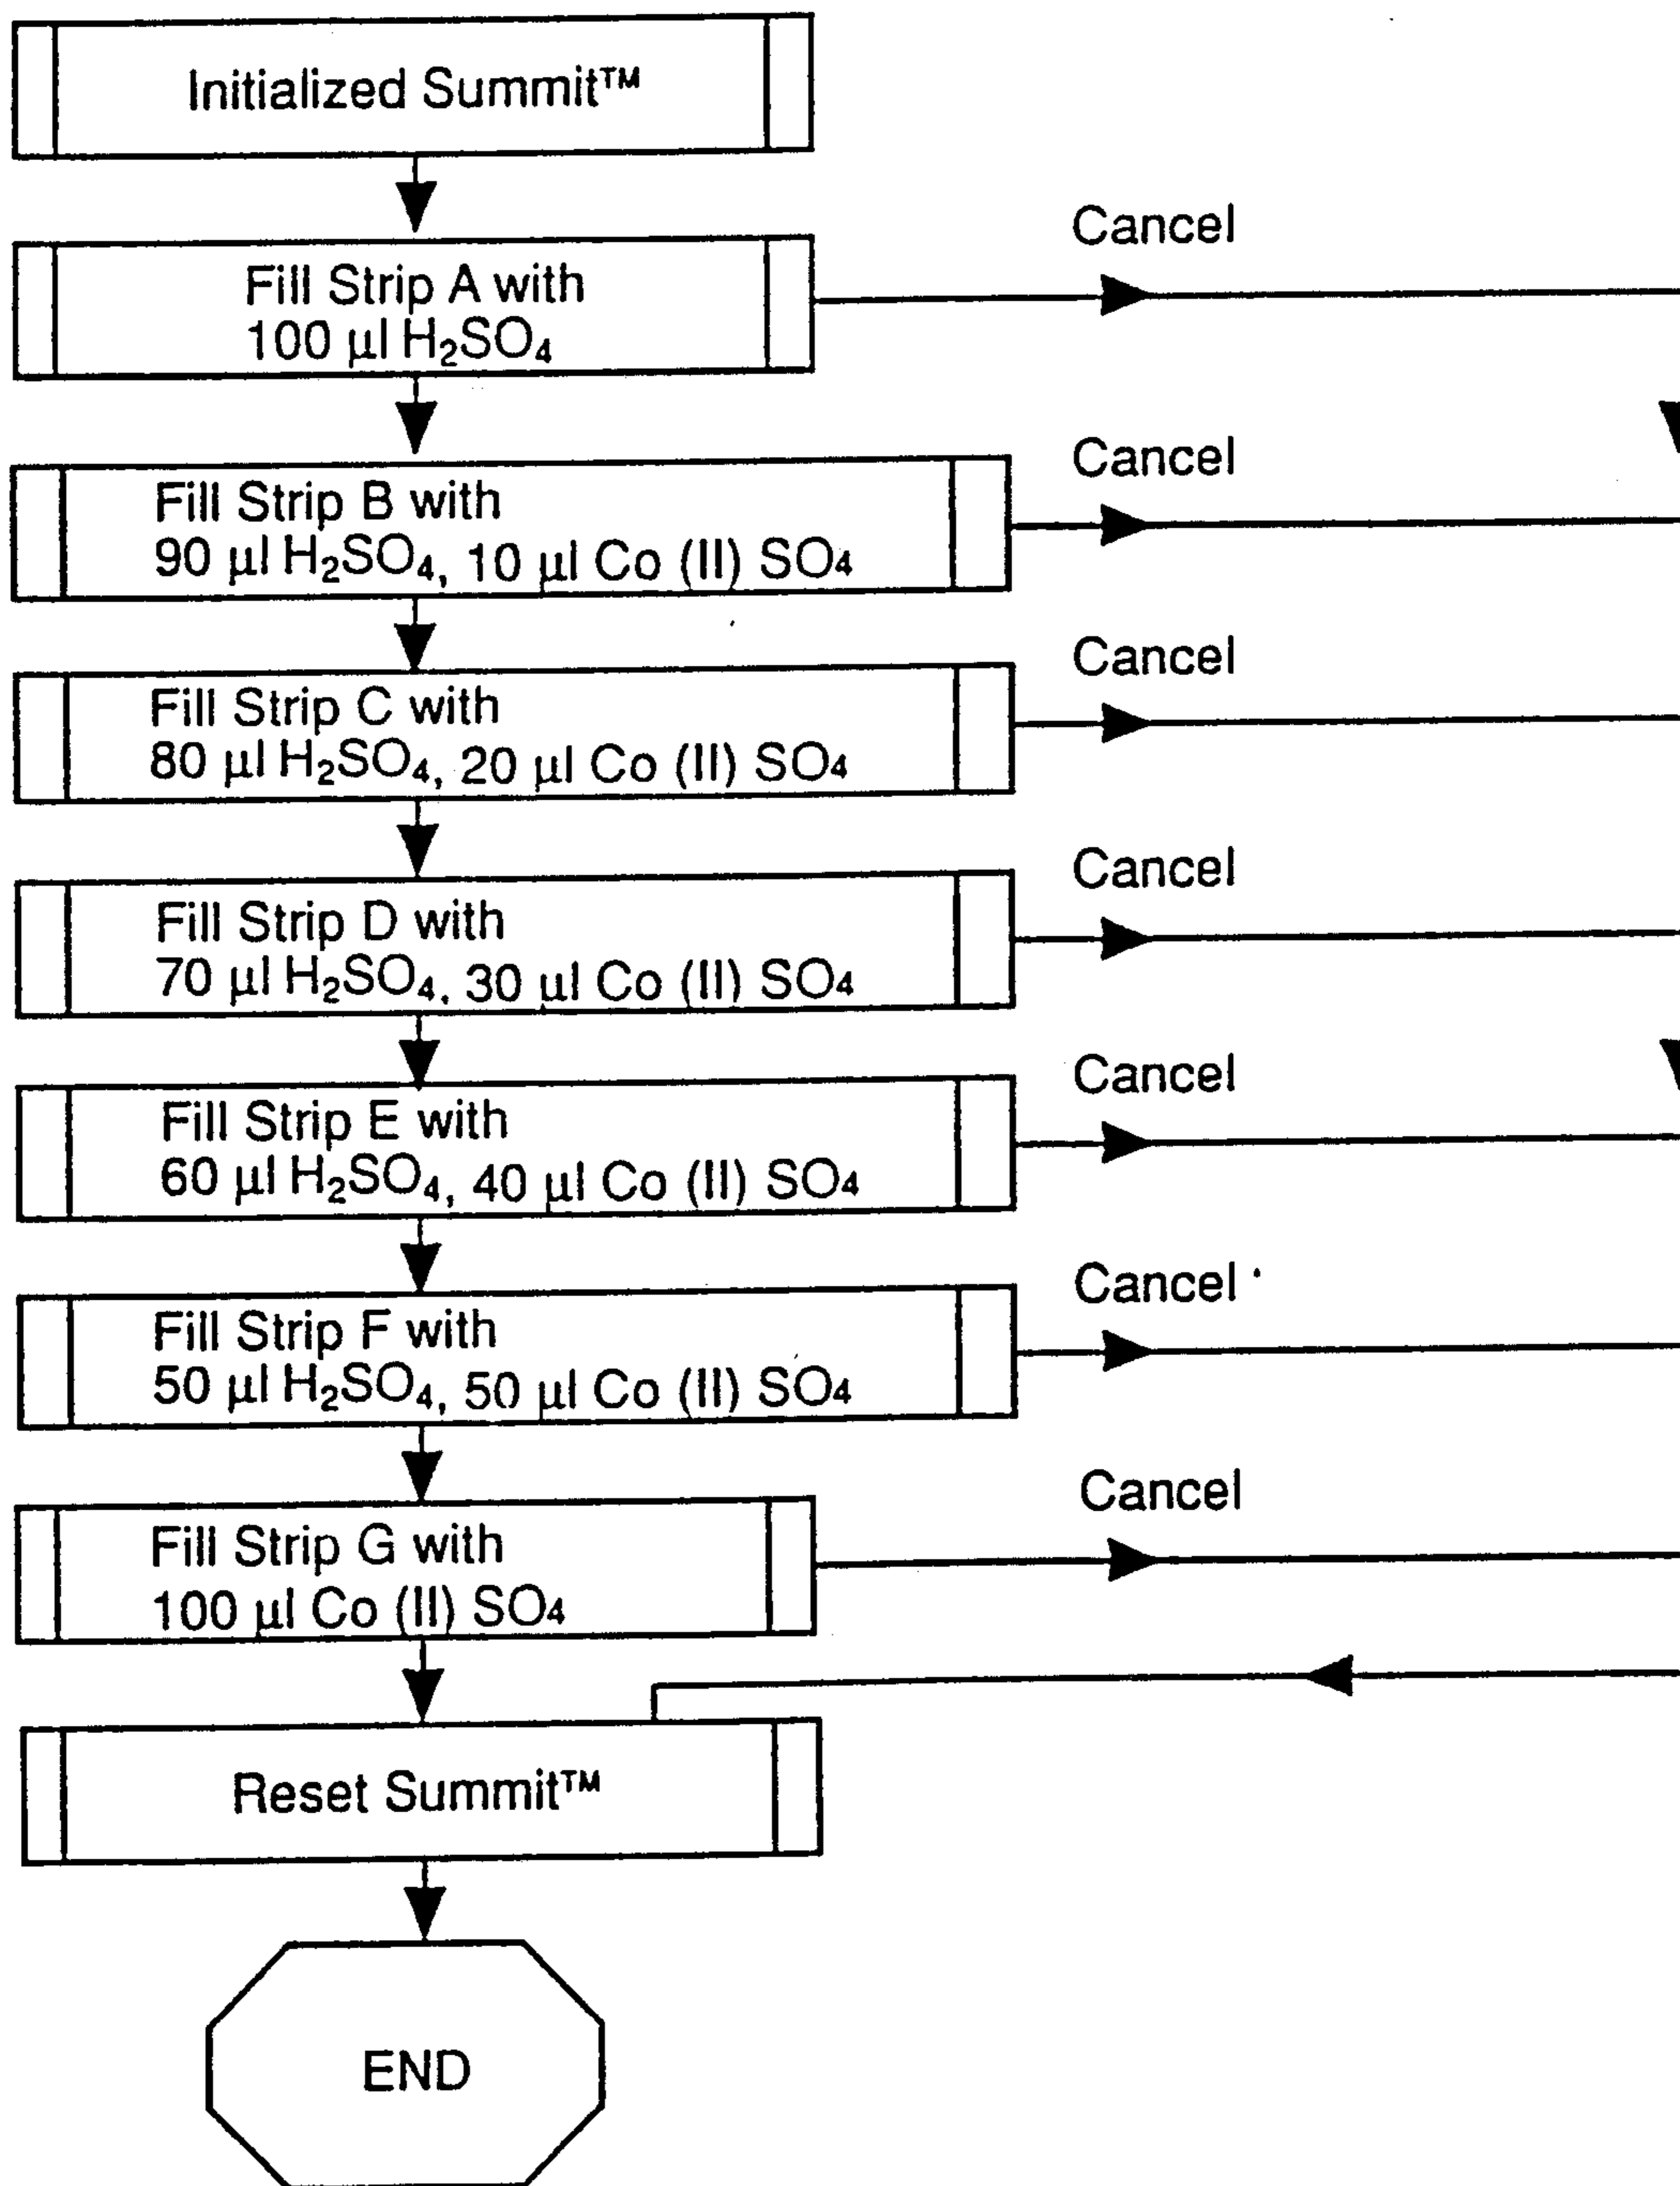 Initialized Summit™
Cancel
Fill Strip A with
100 µl H₂SO₄
Cancel
Fill Strip B with
90 µl H₂SO₄, 10 µl Co (II) SO₄
Cancel
Fill Strip C with
80 µl H₂SO₄, 20 µl Co (II) SO₄
Cancel
Fill Strip D with
70 µl H₂SO₄, 30 µl Co (II) SO₄
Cancel
Fill Strip E with
60 µl H₂SO₄, 40 µl Co (II) SO₄
Cancel
Fill Strip F with
50 µl H₂SO₄, 50 µl Co (II) SO₄
Cancel
Fill Strip G with
100 µl Co (II) SO₄
Reset Summit™
END